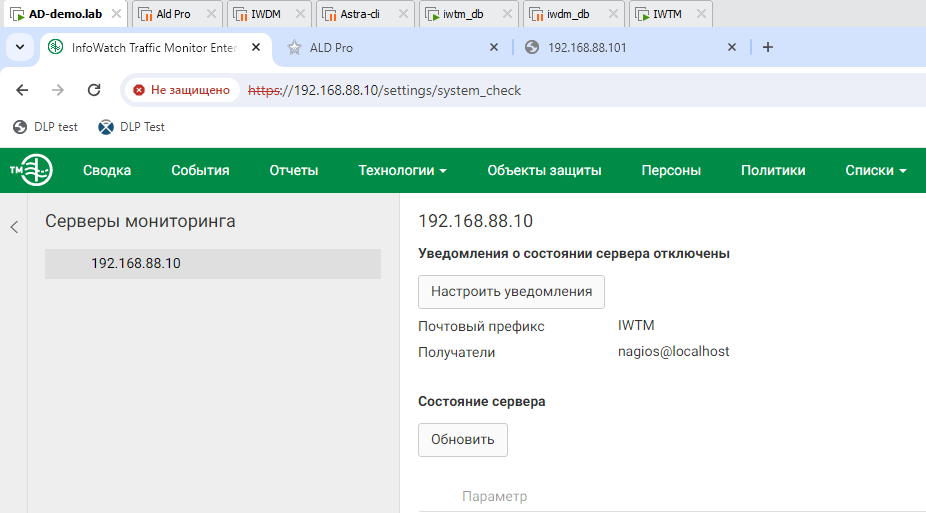 AD-demo.lab Ald Pro IWDM Astra-cli iwtm_db iwdm_db IWTM
InfoWatch Traffic Monitor Enter ALD Pro 192.168.88.101
Не защищено https://192.168.88.10/settings/system_check
DLP test DLP Test
TM Сводка События Отчеты Технологии Объекты защиты Персоны Политики Списки
Серверы мониторинга
192.168.88.10
192.168.88.10
Уведомления о состоянии сервера отключены
Настроить уведомления
Почтовый префикс IWTM
Получатели nagios@localhost
Состояние сервера
Обновить
Параметр